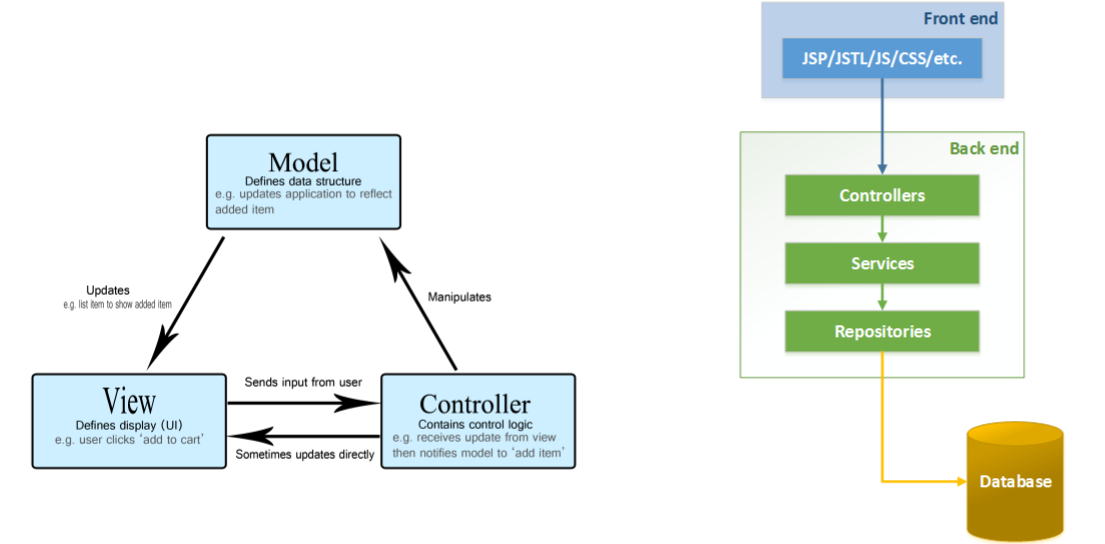 Model
Defines data structure
e.g. updates application to reflect
added item
Updates
e.g. list item to show added item
Manipulates
View
Defines display (UI)
e.g. user clicks ‘add to cart’
Sends input from user
Sometimes updates directly
Controller
Contains control logic
e.g. receives update from view
then notifies model to ‘add item’
Front end
JSP/JSTL/JS/CSS/etc.
Back end
Controllers
Services
Repositories
Database